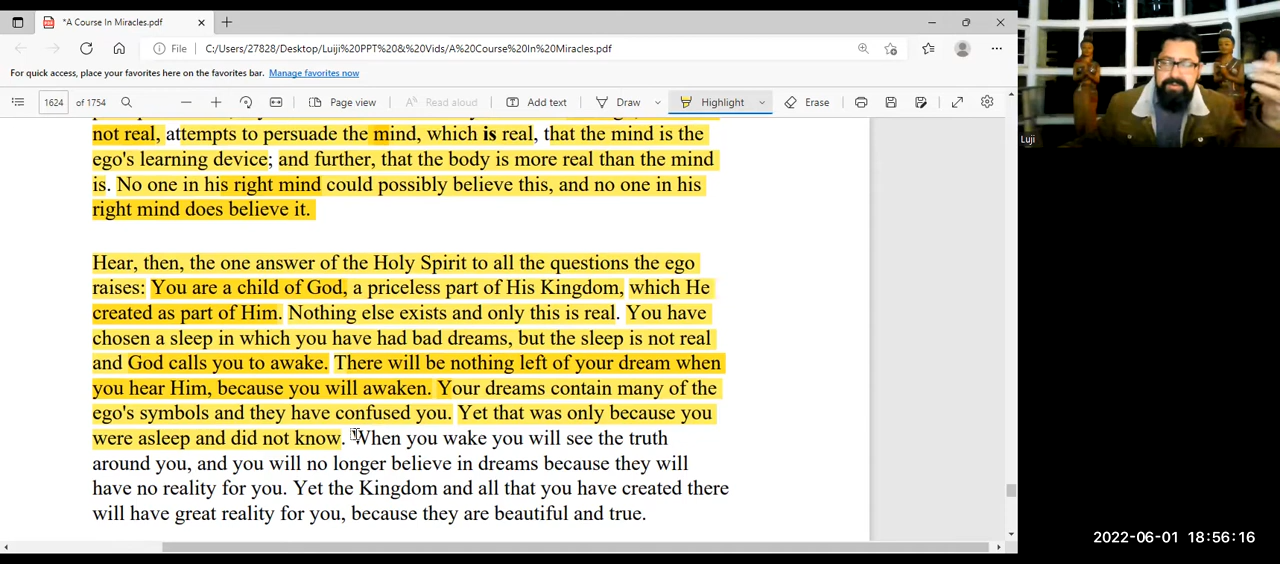 *A Course In Miracles.pdf
File C:/Users/27828/Desktop/Luiji%20PPT%20&%20Vids/A%20Course%20In%20Miracles.pdf
For quick access, place your favorites here on the favorites bar. Manage favorites now
1624 of 1754 Page view Read aloud Add text Draw Highlight Erase
not real, attempts to persuade the mind, which is real, that the mind is the
ego's learning device; and further, that the body is more real than the mind
is. No one in his right mind could possibly believe this, and no one in his
right mind does believe it.
Hear, then, the one answer of the Holy Spirit to all the questions the ego
raises: You are a child of God, a priceless part of His Kingdom, which He
created as part of Him. Nothing else exists and only this is real. You have
chosen a sleep in which you have had bad dreams, but the sleep is not real
and God calls you to awake. There will be nothing left of your dream when
you hear Him, because you will awaken. Your dreams contain many of the
ego's symbols and they have confused you. Yet that was only because you
were asleep and did not know. When you wake you will see the truth
around you, and you will no longer believe in dreams because they will
have no reality for you. Yet the Kingdom and all that you have created there
will have great reality for you, because they are beautiful and true.
Luji
2022-06-01 18:56:16